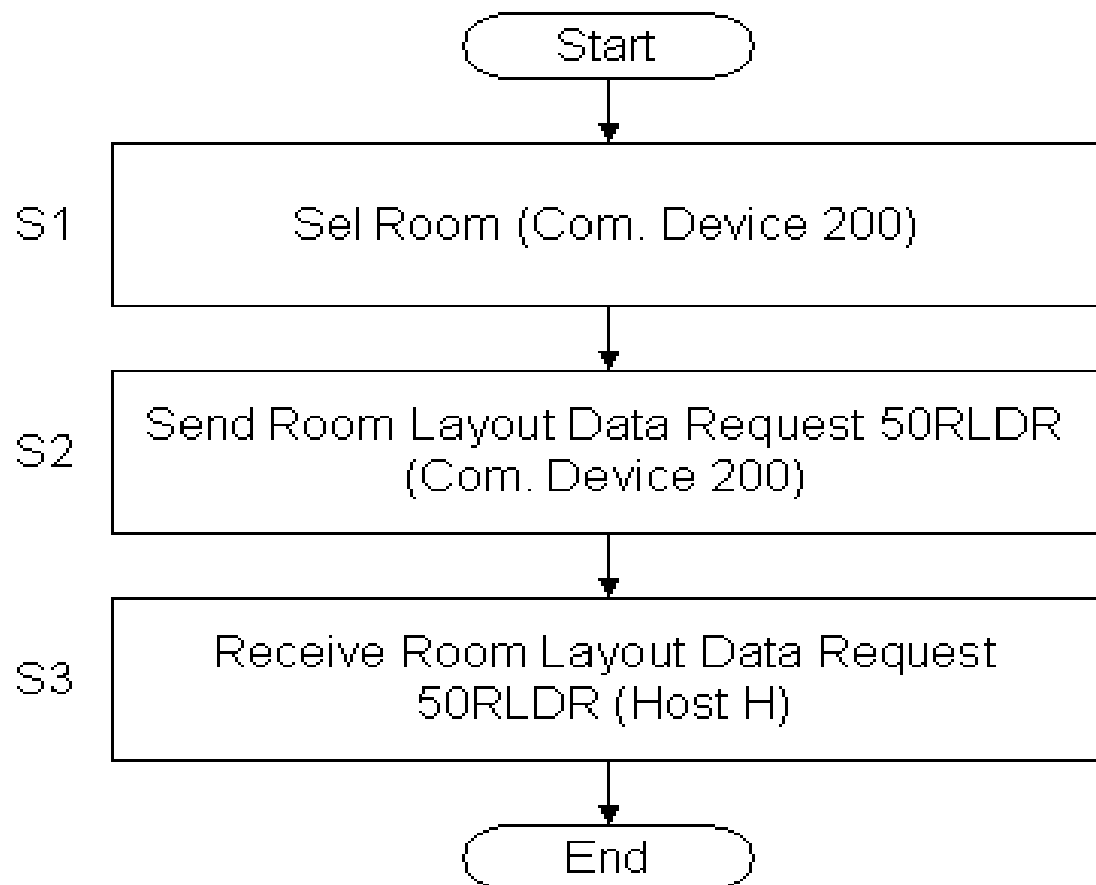 Start
S1
Sel Room (Com. Device 200)
S2
Send Room Layout Data Request 50RLDR
(Com. Device 200)
S3
Receive Room Layout Data Request
50RLDR (Host H)
End